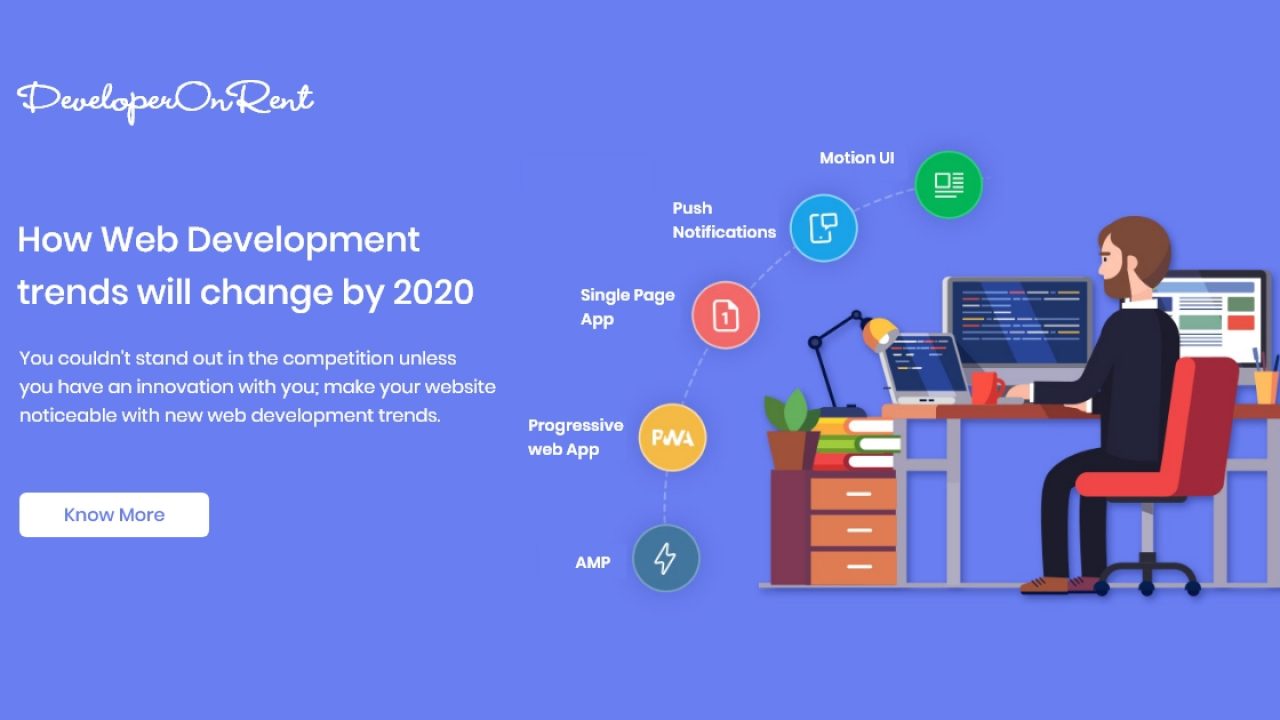 DeveloperOnRent
How Web Development
trends will change by 2020
You couldn't stand out in the competition unless
you have an innovation with you; make your website
noticeable with new web development trends.
Know More
Motion UI
Push
Notifications
Single Page
App
1
Progressive
web App
PWA
AMP